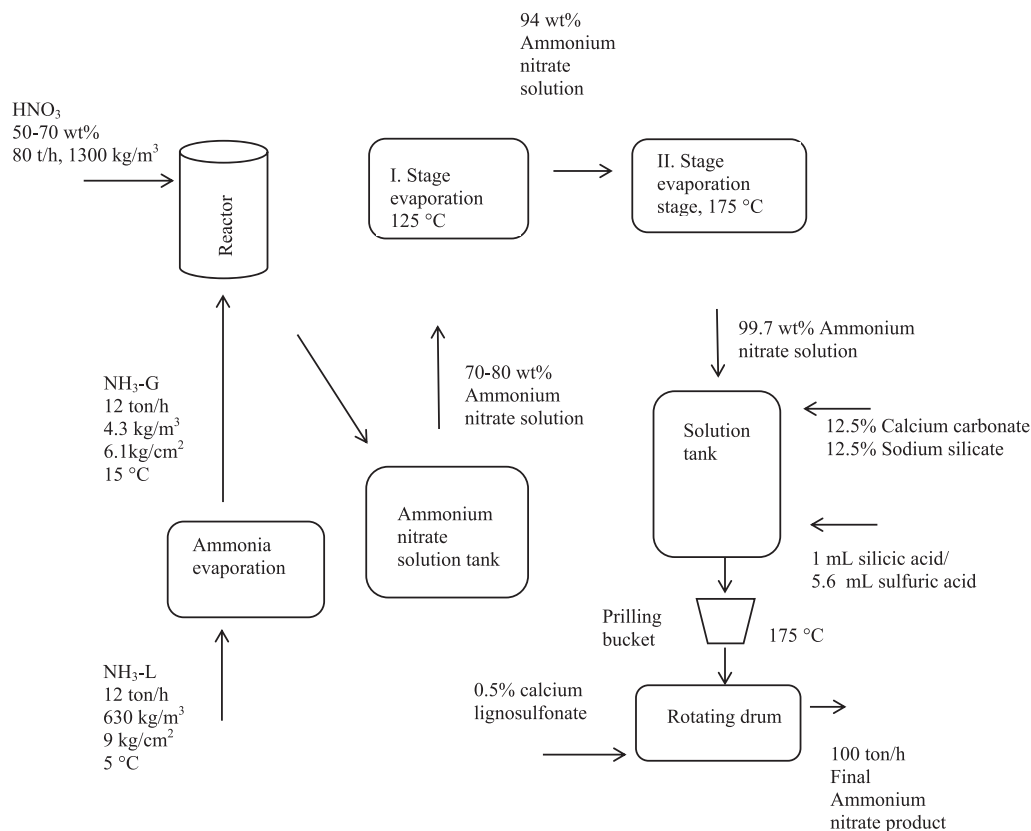 94 wt%
Ammonium
nitrate
solution
HNO₃
50-70 wt%
80 t/h, 1300 kg/m³
Reactor
I. Stage
evaporation
125 °C
II. Stage
evaporation
stage, 175 °C
NH₃-G
12 ton/h
4.3 kg/m³
6.1kg/cm²
15 °C
70-80 wt%
Ammonium
nitrate solution
99.7 wt% Ammonium
nitrate solution
Solution
tank
12.5% Calcium carbonate
12.5% Sodium silicate
Ammonia
evaporation
Ammonium
nitrate
solution tank
1 mL silicic acid/
5.6 mL sulfuric acid
Prilling
bucket
175 °C
NH₃-L
12 ton/h
630 kg/m³
9 kg/cm²
5 °C
0.5% calcium
lignosulfonate
Rotating drum
100 ton/h
Final
Ammonium
nitrate product